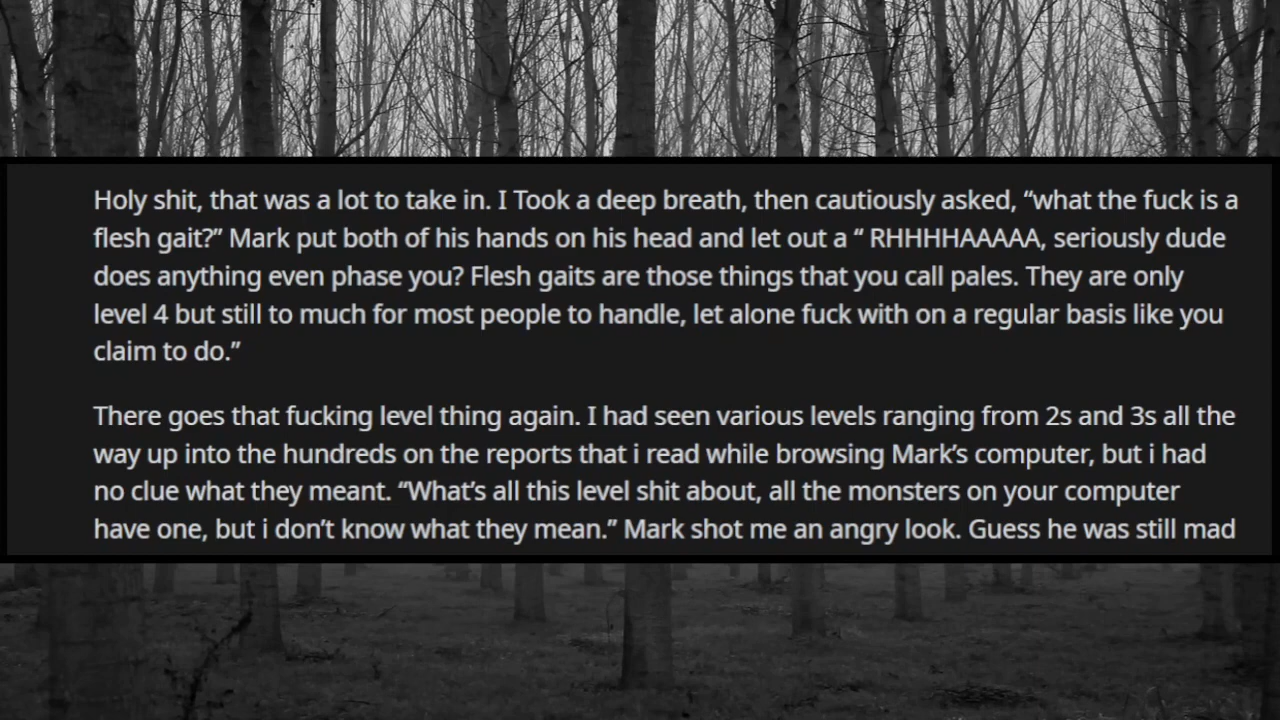 Holy shit, that was a lot to take in. I Took a deep breath, then cautiously asked, “what the fuck is a
flesh gait?” Mark put both of his hands on his head and let out a “ RHHHHAAAAA, seriously dude
does anything even phase you? Flesh gaits are those things that you call pales. They are only
level 4 but still to much for most people to handle, let alone fuck with on a regular basis like you
claim to do.”
There goes that fucking level thing again. I had seen various levels ranging from 2s and 3s all the
way up into the hundreds on the reports that i read while browsing Mark’s computer, but i had
no clue what they meant. “What’s all this level shit about, all the monsters on your computer
have one, but i don’t know what they mean.” Mark shot me an angry look. Guess he was still mad